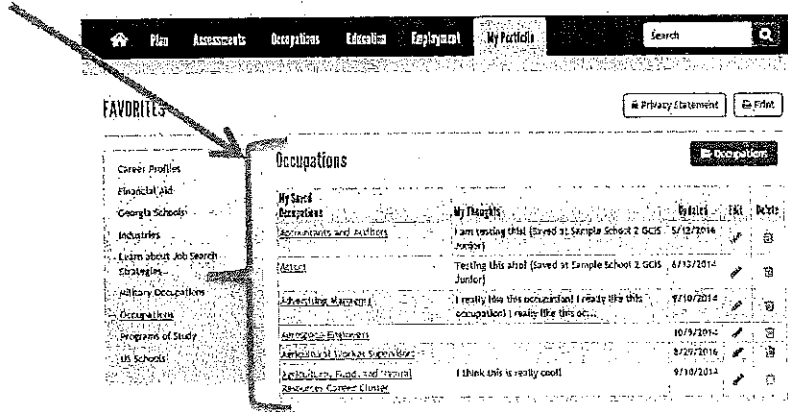 Plan Assessments Occupations Education Employment My Portfolio Search
FAVORITES
Privacy Statement Print
Career Profiles
Financial Aid
Georgia Schools
Industries
Learn about Job Search
Strategies
Military Occupations
Occupations
Programs of Study
US Schools
Occupations
Occupations
My Saved
Occupations My Thoughts Updated Edit Delete
Accountants and Auditors I am testing this! (Saved at Sample School 2 GCIS 5/12/2016
Junior)
Actors Testing this also! (Saved at Sample School 2 GCIS 6/13/2014
Junior)
Advertising Managers I really like this occupation! I really like this 9/10/2014
occupation! I really like this oc...
Aerospace Engineers 10/9/2014
Agricultural Worker Supervisors 8/29/2016
Agriculture, Food, and Natural I think this is really cool! 9/10/2014
Resources Career Cluster